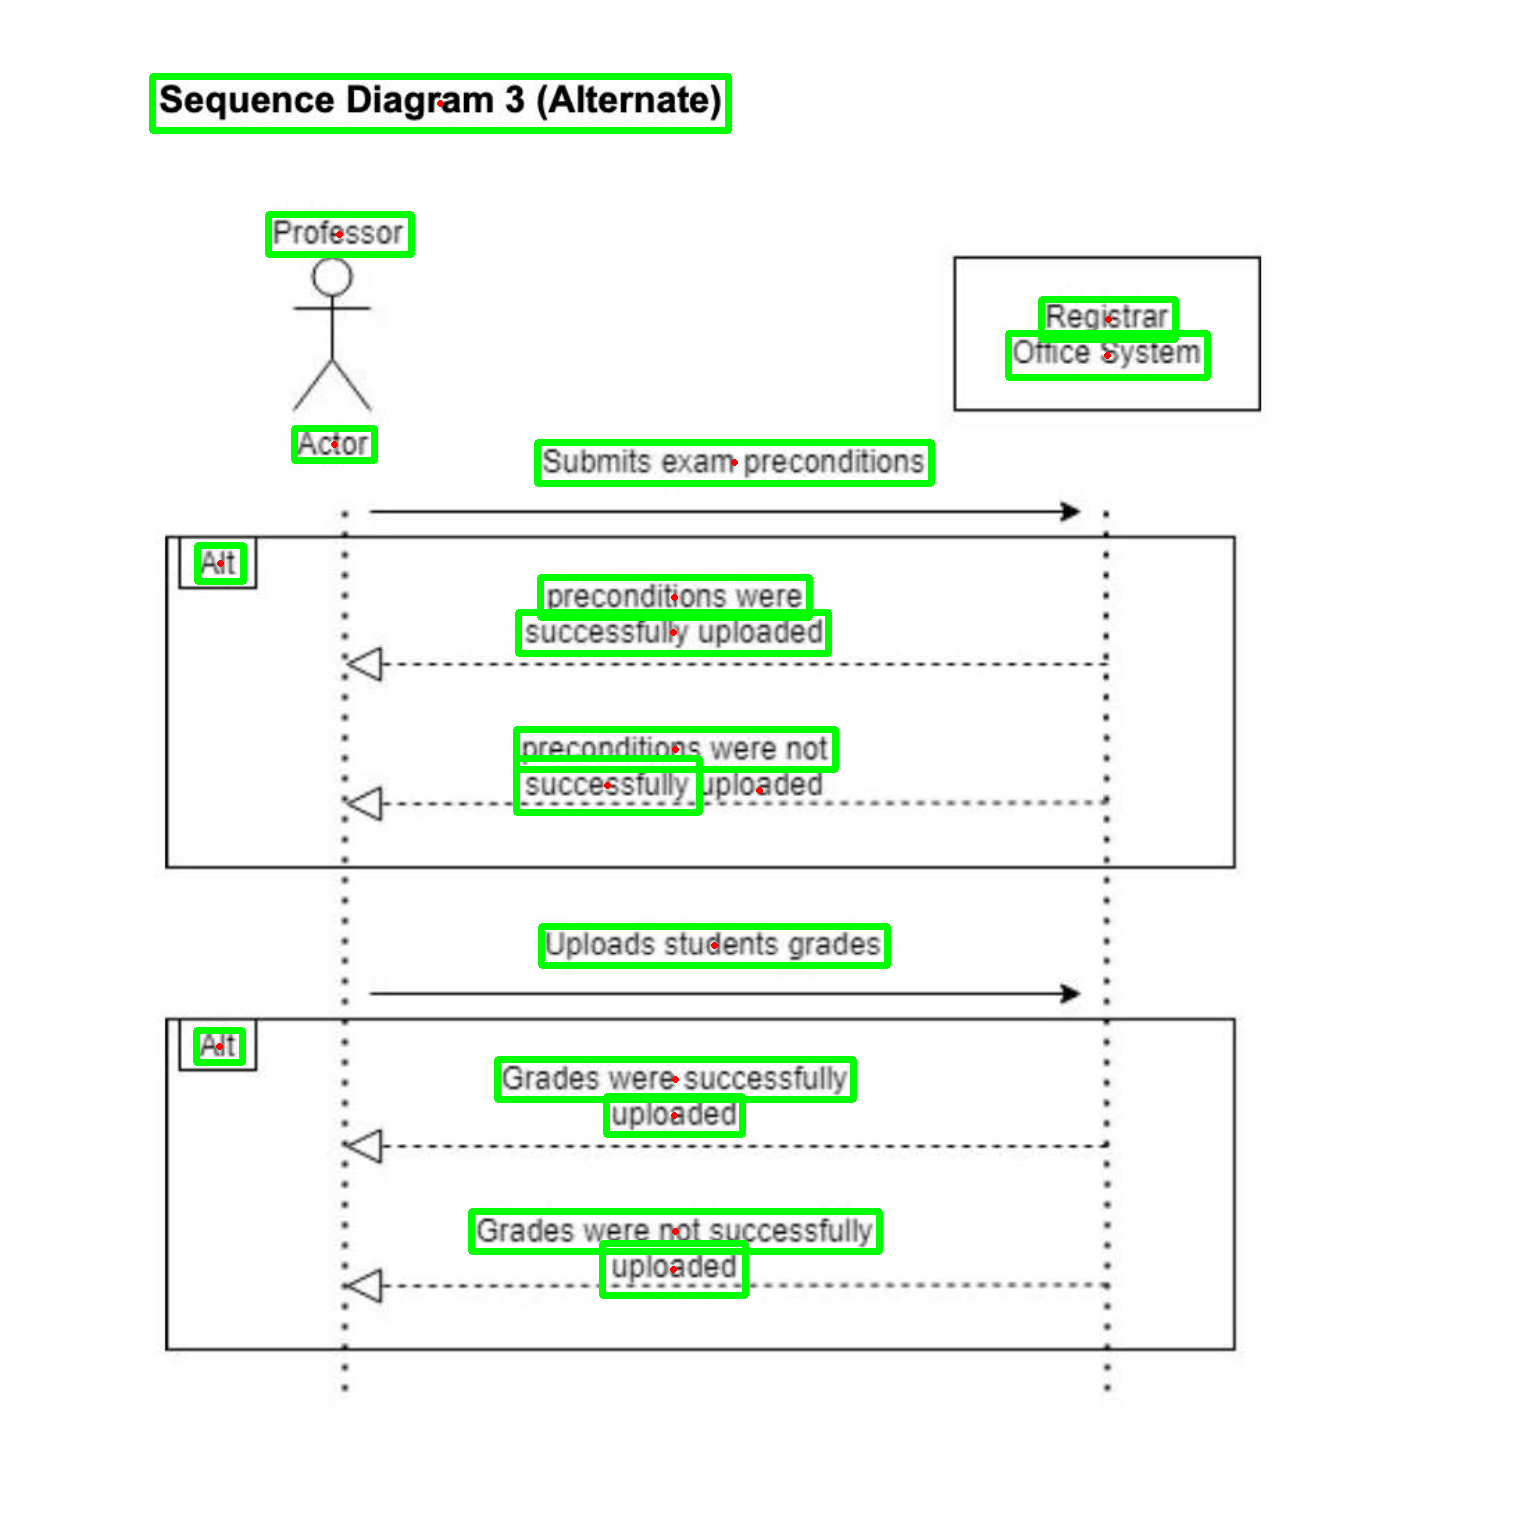 Sequence Diagram 3 (Alternate)
Professor
Registrar
Office System
Actor
Submits exam preconditions
Alt
preconditions were
successfully uploaded
preconditions were not
successfully uploaded
Uploads students grades
Alt
Grades were successfully
uploaded
Grades were not successfully
uploaded